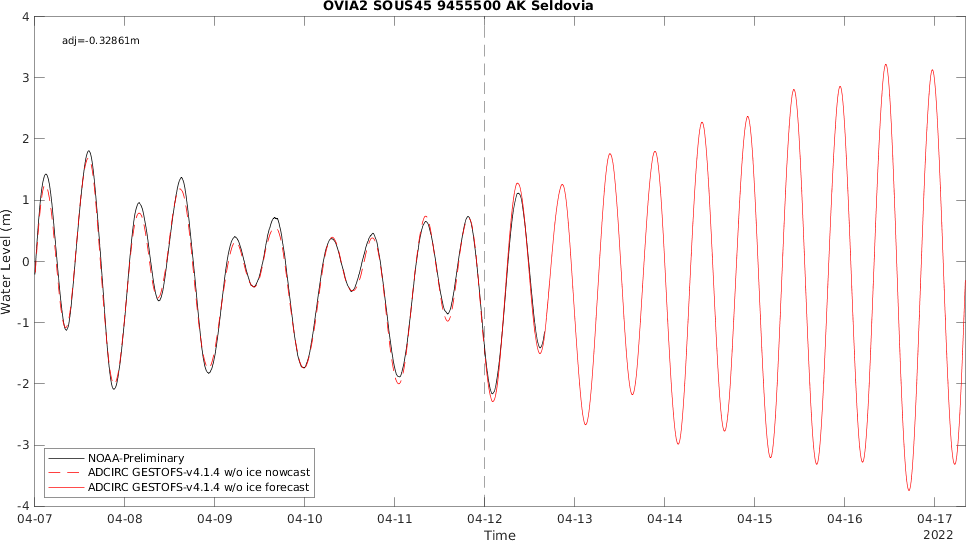 OVIA2 SOUS45 9455500 AK Seldovia
adj=-0.32861m
4
3
2
1
0
-1
-2
-3
-4
Water Level (m)
NOAA-Preliminary
ADCIRC GESTOFS-v4.1.4 w/o ice nowcast
ADCIRC GESTOFS-v4.1.4 w/o ice forecast
04-07 04-08 04-09 04-10 04-11 04-12 04-13 04-14 04-15 04-16 04-17
Time
2022